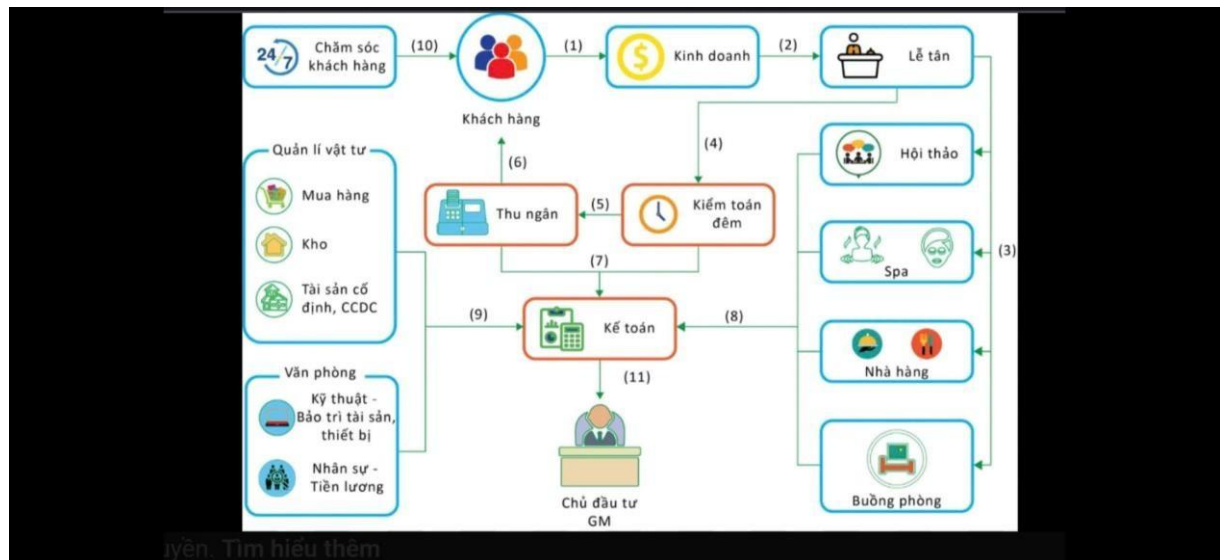 24/7
Chăm sóc
khách hàng
(10)
Khách hàng
(1)
$
Kinh doanh
(2)
Lễ tân
Quản lí vật tư
Mua hàng
Kho
Tài sản cố
định, CCDC
(6)
Thu ngân
(5)
(4)
Kiểm toán
đêm
Hội thảo
Spa
(3)
(7)
(9)
Kế toán
(8)
Nhà hàng
Văn phòng
Kỹ thuật -
Bảo trì tài sản,
thiết bị
Nhân sự -
Tiền lương
(11)
Chủ đầu tư
GM
Buồng phòng
uyền. Tìm hiểu thêm